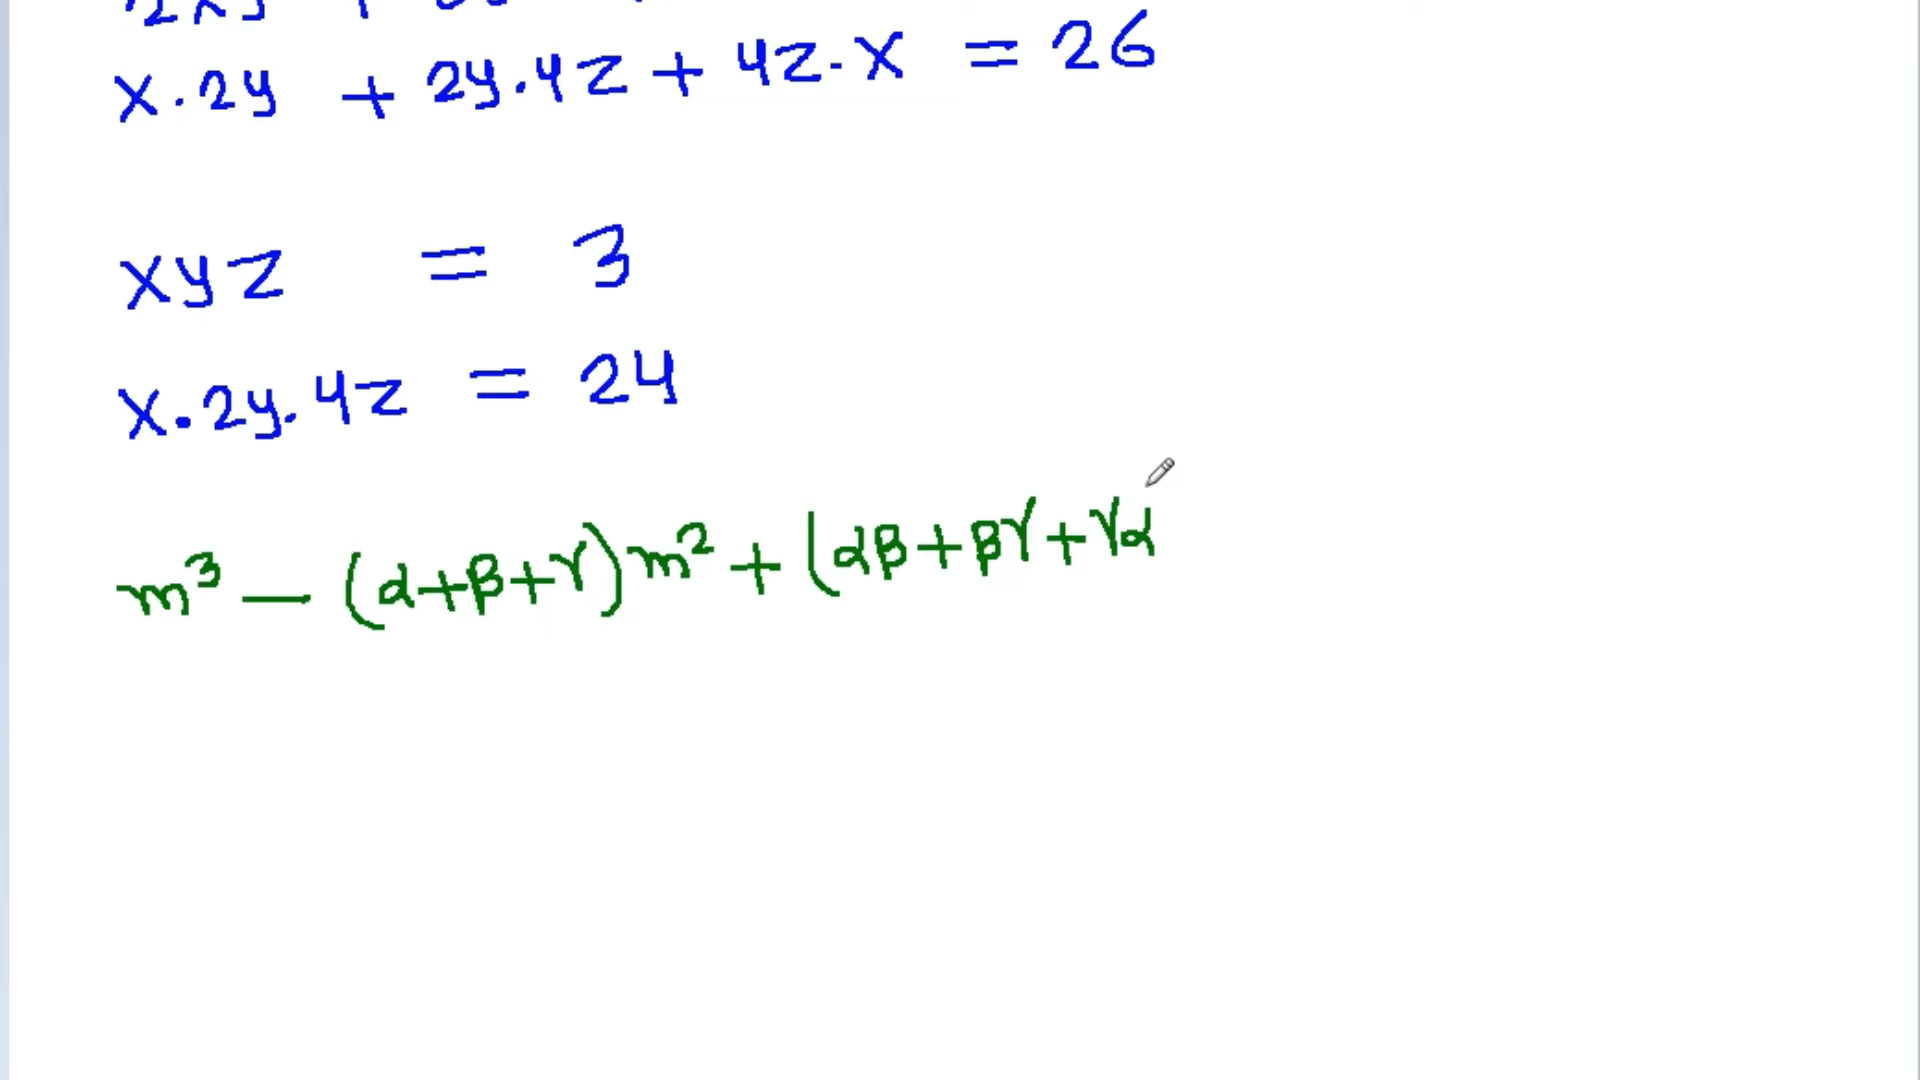 x·2y + 2y·4z + 4z·x = 26
xyz = 3
x·2y·4z = 24
m³ − (α+β+γ)m² + (αβ+βγ+γα